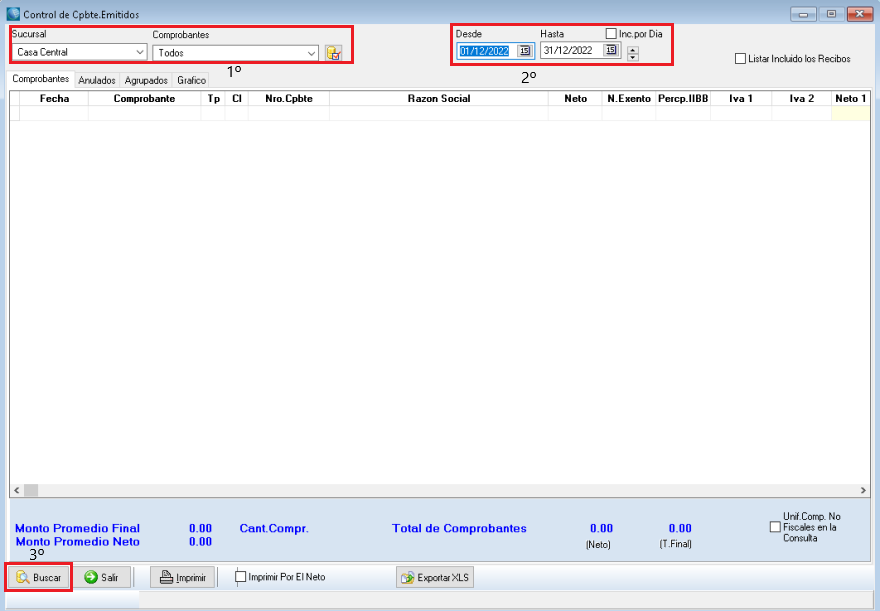 Control de Cpbte.Emitidos
Sucursal Comprobantes Desde Hasta Inc.por Dia
Casa Central Todos 01/12/2022 15 31/12/2022 15
Listar Incluido los Recibos
1º 2º
Comprobantes Anulados Agrupados Grafico
Fecha Comprobante Tp Cl Nro.Cpbte Razon Social Neto N.Exento Percp.IIBB Iva 1 Iva 2 Neto 1
Monto Promedio Final 0.00 Cant.Compr. Total de Comprobantes 0.00 0.00
Monto Promedio Neto 0.00 (Neto) (T.Final)
Unif.Comp. No
Fiscales en la
Consulta
3º
Buscar Salir Imprimir Imprimir Por El Neto Exportar XLS